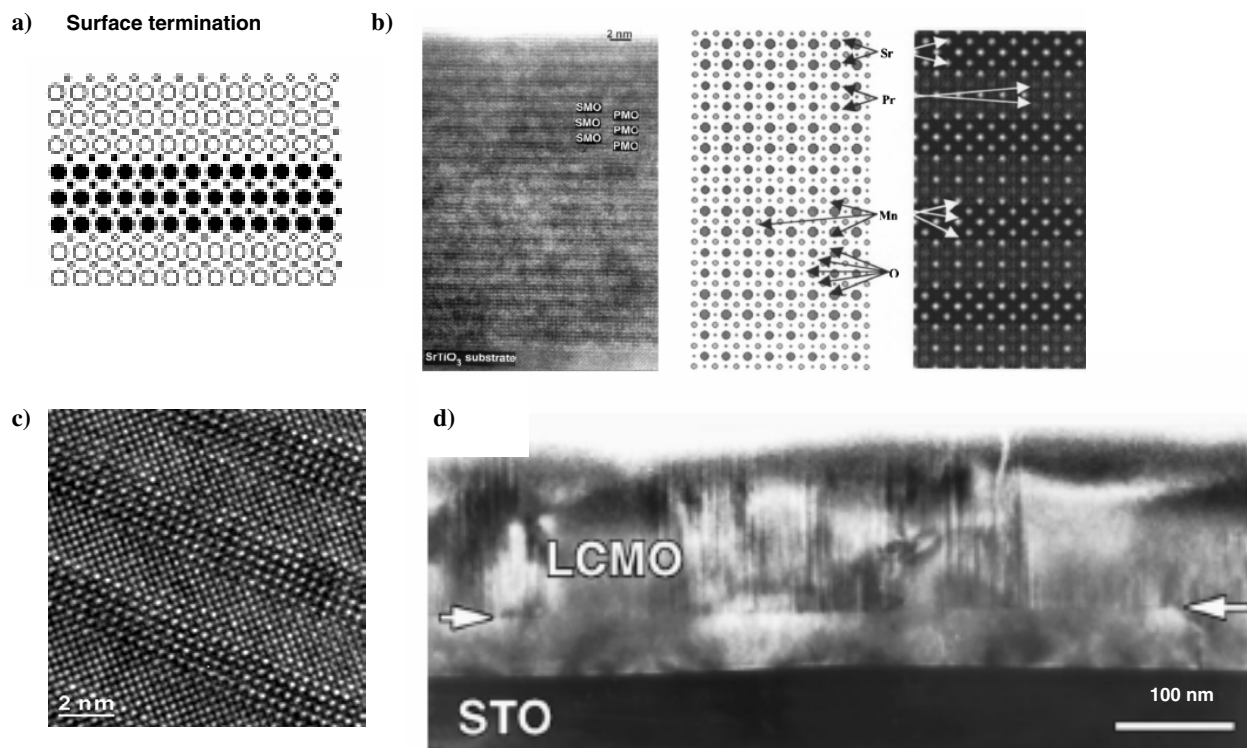 a) Surface termination
b)
2 nm
SMO
PMO
SMO
PMO
SMO
PMO
SrTiO3 substrate
Sr
Pr
Mn
O
c)
2 nm
d)
LCMO
STO
100 nm